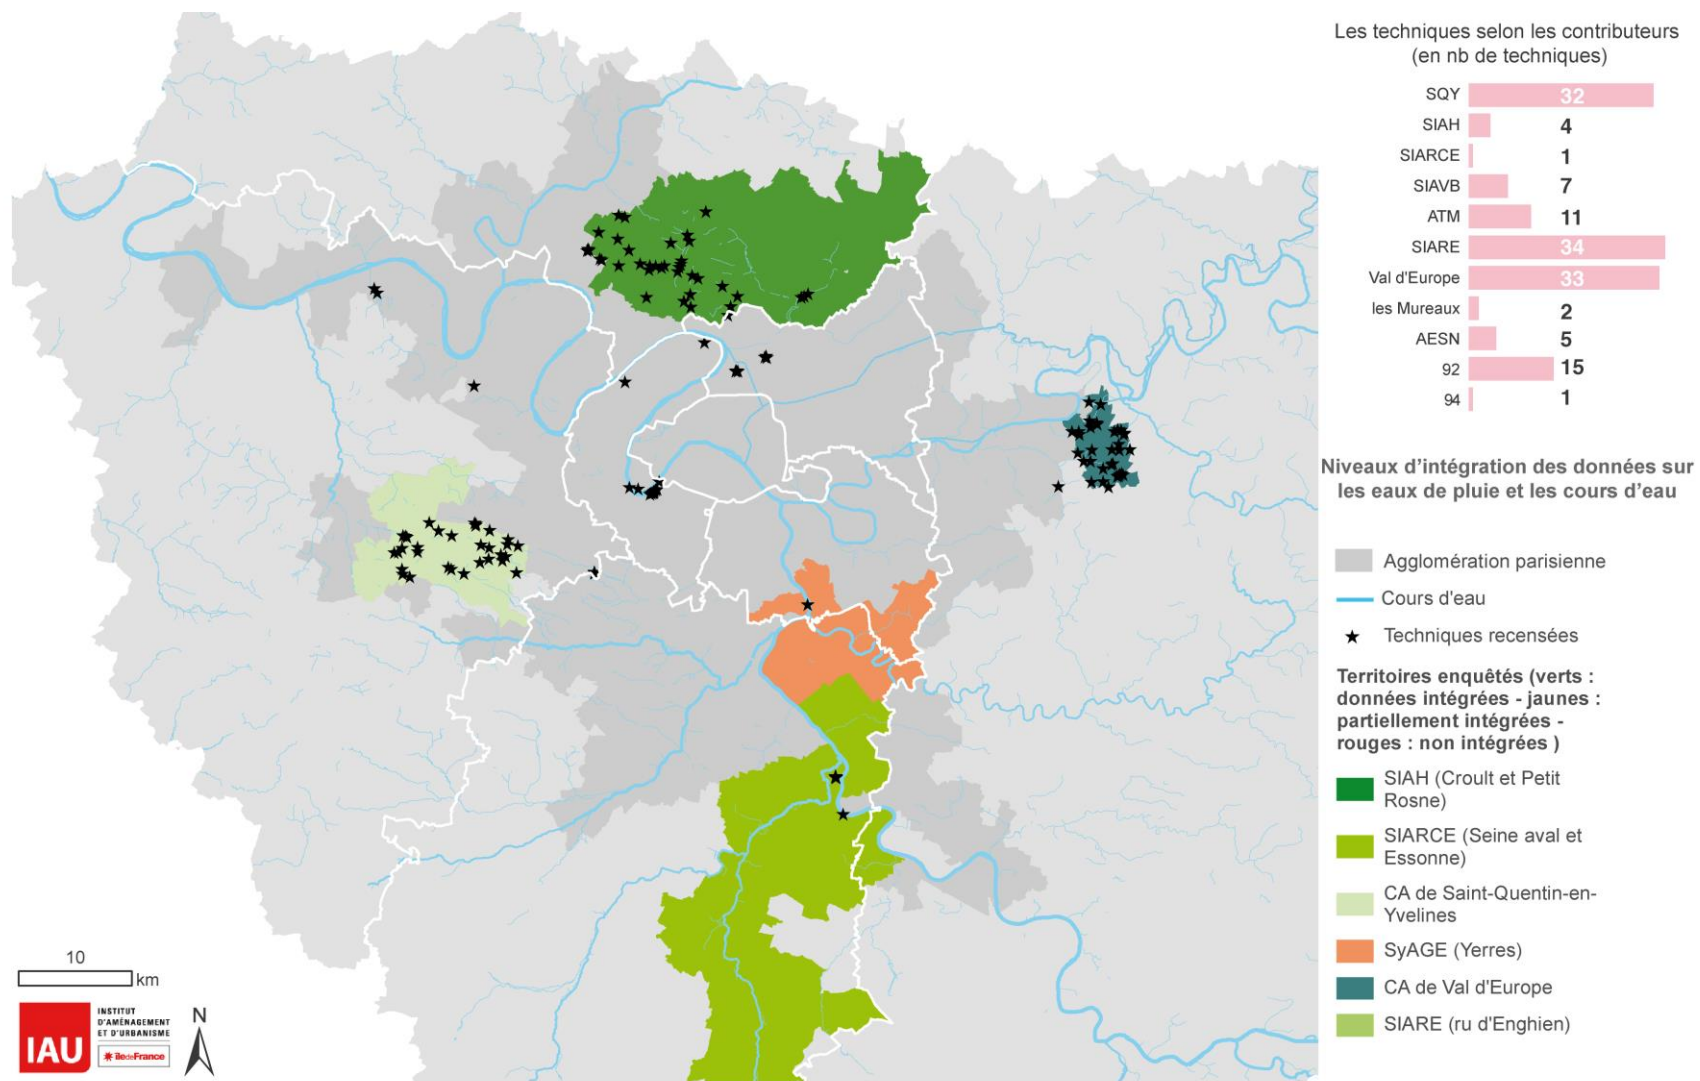 Les techniques selon les contributeurs
(en nb de techniques)
SQY 32
SIAH 4
SIARCE 1
SIAVB 7
ATM 11
SIARE 34
Val d'Europe 33
les Mureaux 2
AESN 5
92 15
94 1
Niveaux d'intégration des données sur
les eaux de pluie et les cours d'eau
Agglomération parisienne
Cours d'eau
Techniques recensées
Territoires enquêtés (verts :
données intégrées - jaunes :
partiellement intégrées -
rouges : non intégrées )
SIAH (Croult et Petit
Rosne)
SIARCE (Seine aval et
Essonne)
CA de Saint-Quentin-en-
Yvelines
SyAGE (Yerres)
CA de Val d'Europe
SIARE (ru d'Enghien)
10
km
IAU
INSTITUT
D'AMÉNAGEMENT
ET D'URBANISME
îledeFrance
N